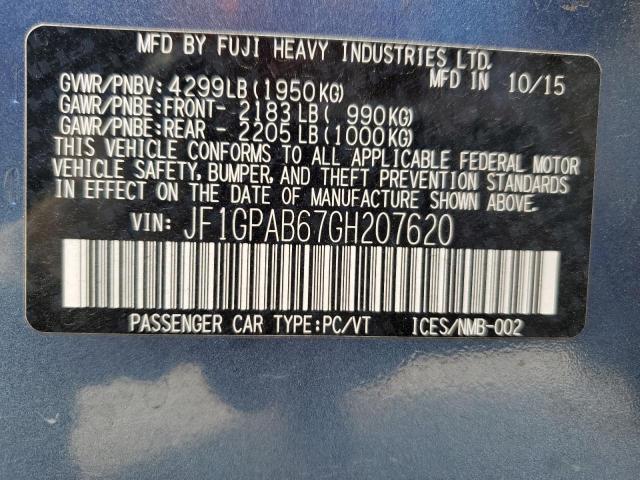 MFD BY FUJI HEAVY INDUSTRIES LTD.
MFD IN 10/15
GVWR/PNBV: 4299LB(1950KG)
GAWR/PNBE:FRONT- 2183LB( 990KG)
GAWR/PNBE:REAR - 2205LB(1000KG)
THIS VEHICLE CONFORMS TO ALL APPLICABLE FEDERAL MOTOR
VEHICLE SAFETY, BUMPER, AND THEFT PREVENTION STANDARDS
IN EFFECT ON THE DATE OF MANUFACTURE SHOWN ABOVE.
VIN: JF1GPAB67GH207620
PASSENGER CAR TYPE:PC/VT ICES/NMB-002